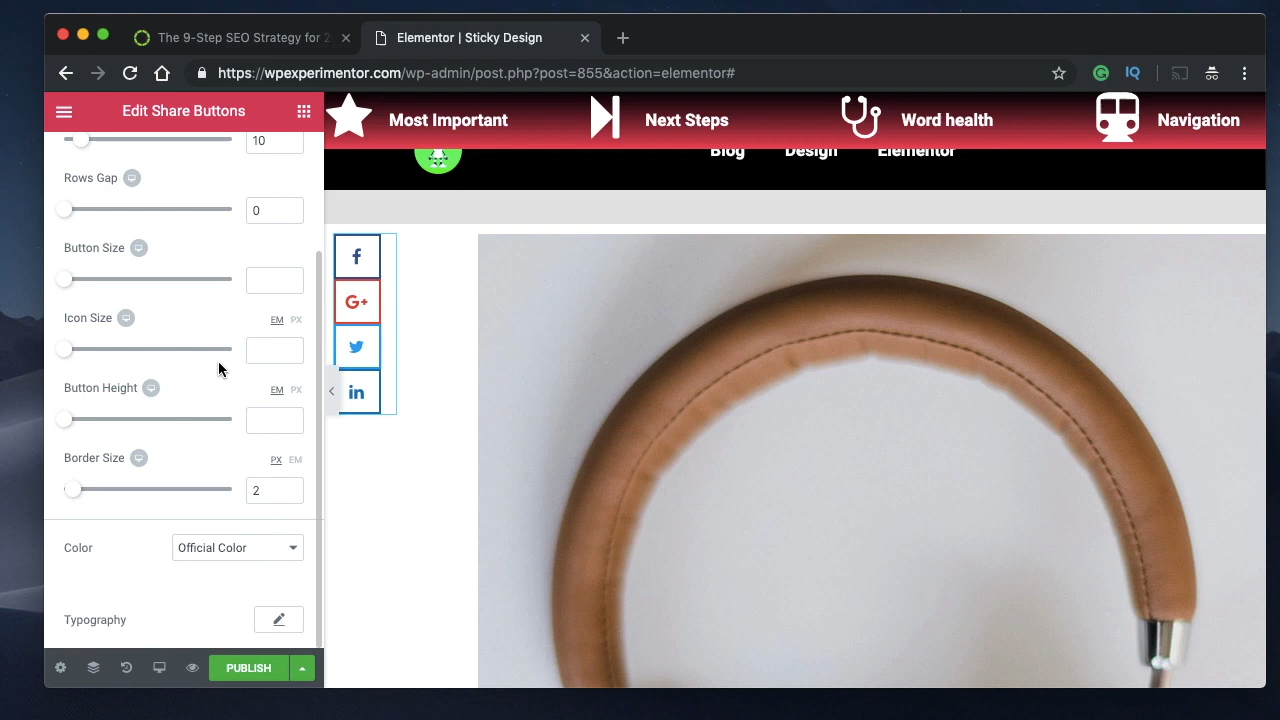 The 9-Step SEO Strategy for 2
Elementor | Sticky Design
https://wpexperimentor.com/wp-admin/post.php?post=855&action=elementor#
IQ
Edit Share Buttons
Most Important
Next Steps
Word health
Navigation
Blog
Design
Elementor
10
Rows Gap
0
Button Size
Icon Size
EM PX
Button Height
EM PX
Border Size
PX EM
2
G+
in
Color
Official Color
Typography
PUBLISH